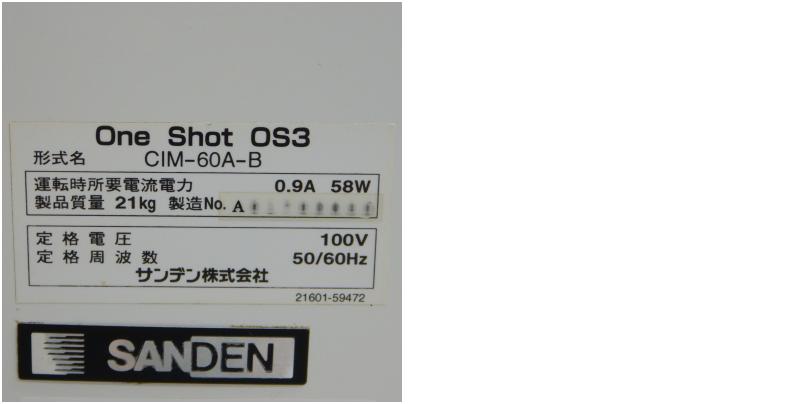 One Shot OS3
形式名 CIM-60A-B
運転時所要電流電力 0.9A 58W
製品質量 21kg 製造No. A
定格電圧 100V
定格周波数 50/60Hz
サンデン株式会社
21601-59472
SANDEN